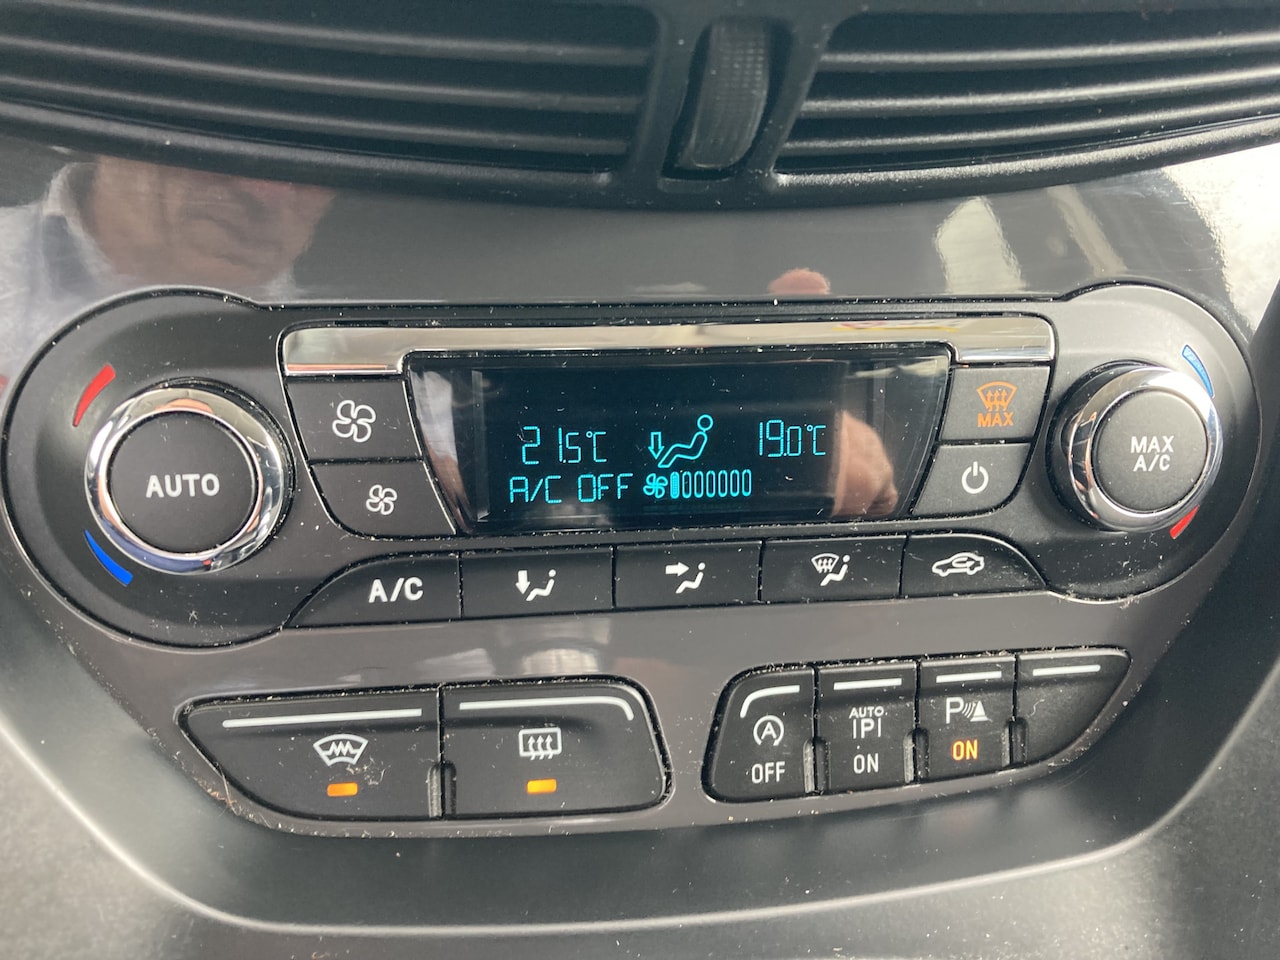 21.5°C 19.0°C
A/C OFF
MAX
AUTO
MAX
A/C
A/C
A
OFF
AUTO
P
ON
P
ON